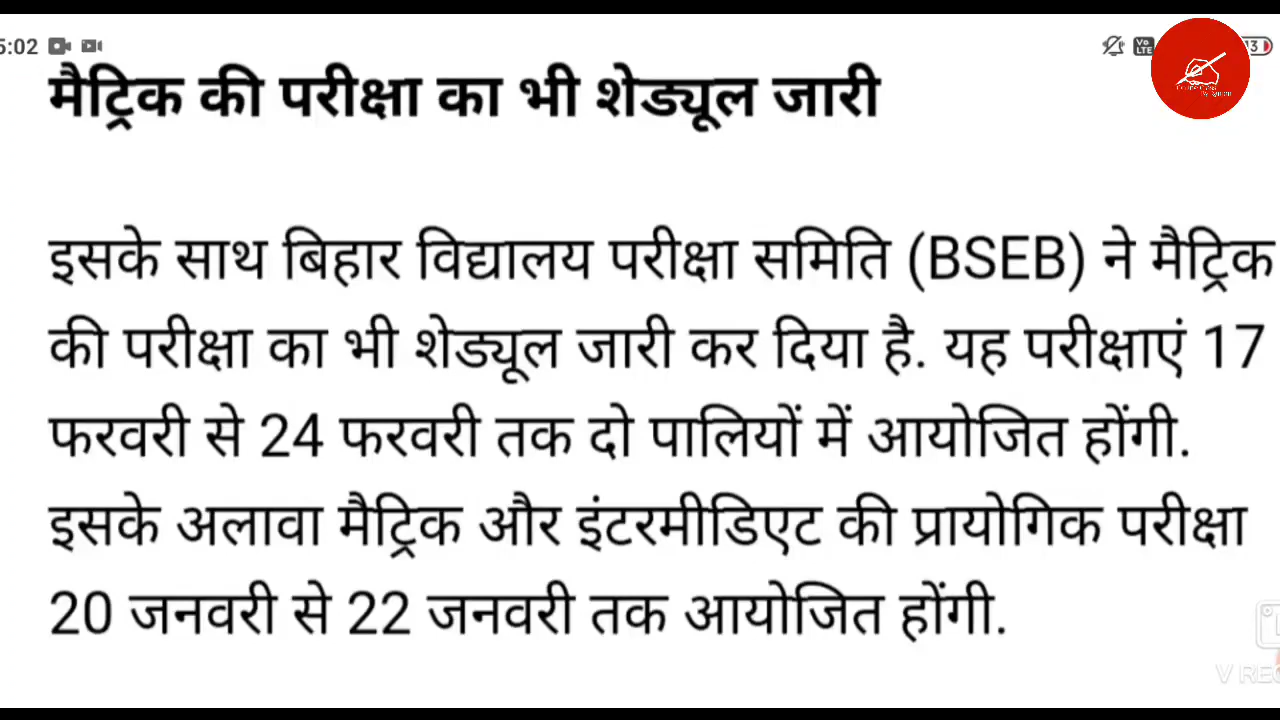 5:02
मैट्रिक की परीक्षा का भी शेड्यूल जारी
इसके साथ बिहार विद्यालय परीक्षा समिति (BSEB) ने मैट्रिक
की परीक्षा का भी शेड्यूल जारी कर दिया है. यह परीक्षाएं 17
फरवरी से 24 फरवरी तक दो पालियों में आयोजित होंगी.
इसके अलावा मैट्रिक और इंटरमीडिएट की प्रायोगिक परीक्षा
20 जनवरी से 22 जनवरी तक आयोजित होंगी.